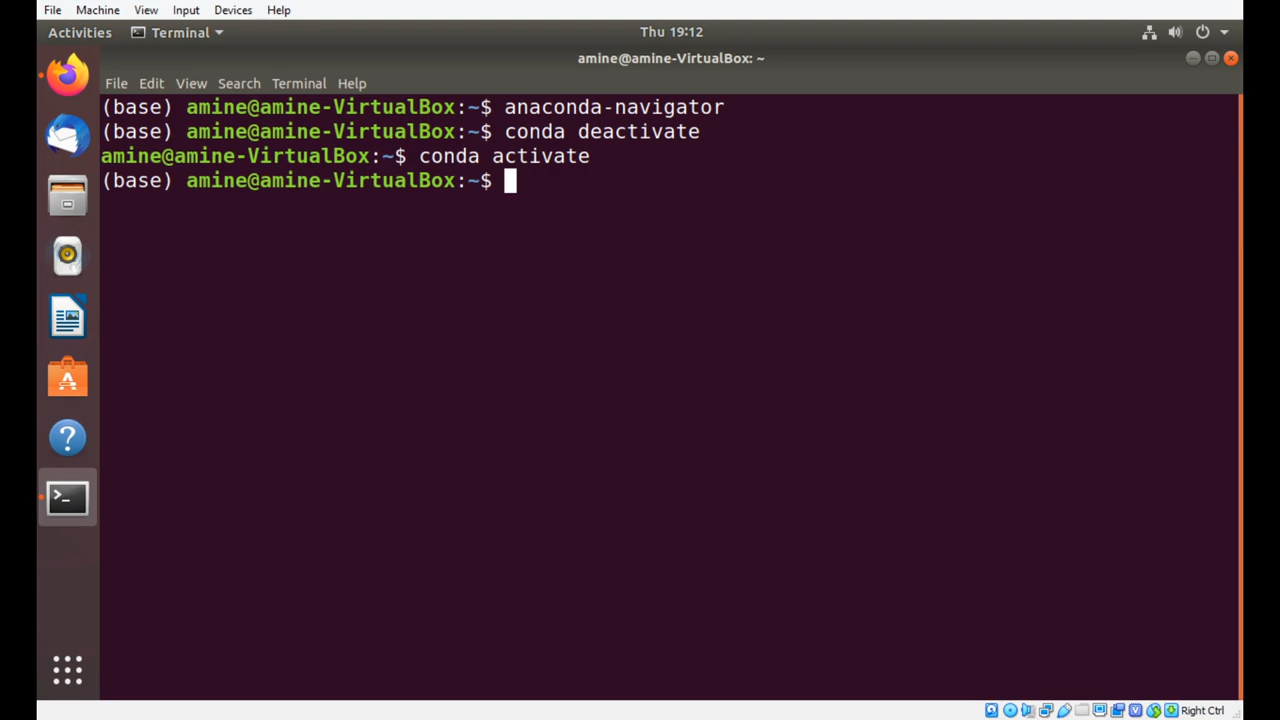 File Machine View Input Devices Help
Activities Terminal Thu 19:12
amine@amine-VirtualBox: ~
File Edit View Search Terminal Help
(base) amine@amine-VirtualBox:~$ anaconda-navigator
(base) amine@amine-VirtualBox:~$ conda deactivate
amine@amine-VirtualBox:~$ conda activate
(base) amine@amine-VirtualBox:~$
Right Ctrl